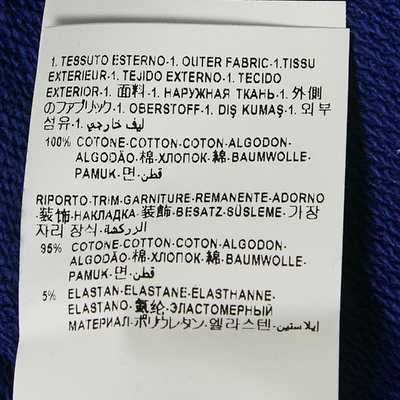 1. TESSUTO ESTERNO-1. OUTER FABRIC-1.TISSU
EXTERIEUR-1. TEJIDO EXTERNO-1. TECIDO
EXTERIOR-1. 面料-1. НАРУЖНАЯ ТКАНЬ-1. 外側
のファブリック-1. OBERSTOFF-1. DIŞ KUMAŞ-1. 외부
섬유-1. ليف خارجي
100% COTONE-COTTON-COTON-ALGODON-
ALGODÃO-棉-ХЛОПОК-綿-BAUMWOLLE-
PAMUK-면-قطن
RIPORTO-TRIM-GARNITURE-REMANENTE-ADORNO
-装饰-НАКЛАДКА-装飾-BESATZ-SÜSLEME-가장
자리 장식-الزركشة
95% COTONE-COTTON-COTON-ALGODON-
ALGODÃO-棉-ХЛОПОК-綿-BAUMWOLLE-
PAMUK-면-قطن
5% ELASTAN-ELASTANE-ÉLASTHANNE-
ELASTANO-氨纶-ЭЛАСТОМЕРНЫЙ
МАТЕРИАЛ-ポリウレタン-엘라스텐-ايلاستين